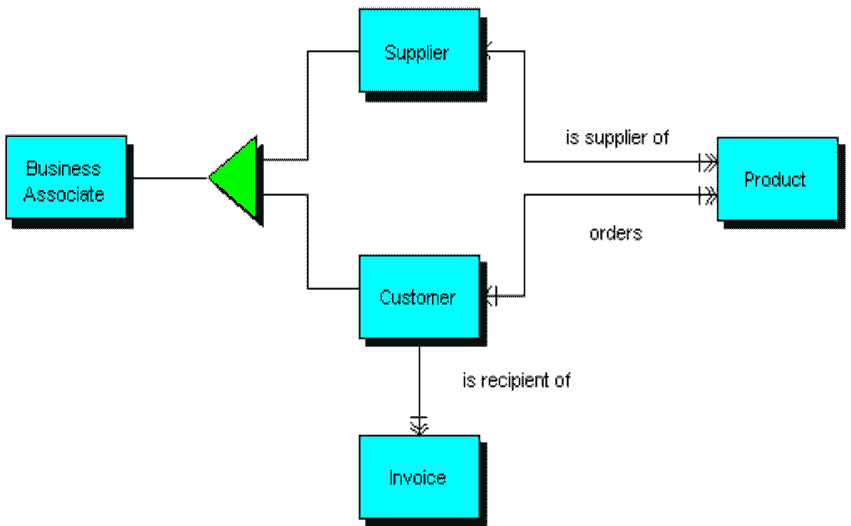 Supplier
is supplier of
Business
Associate
Product
orders
Customer
is recipient of
Invoice